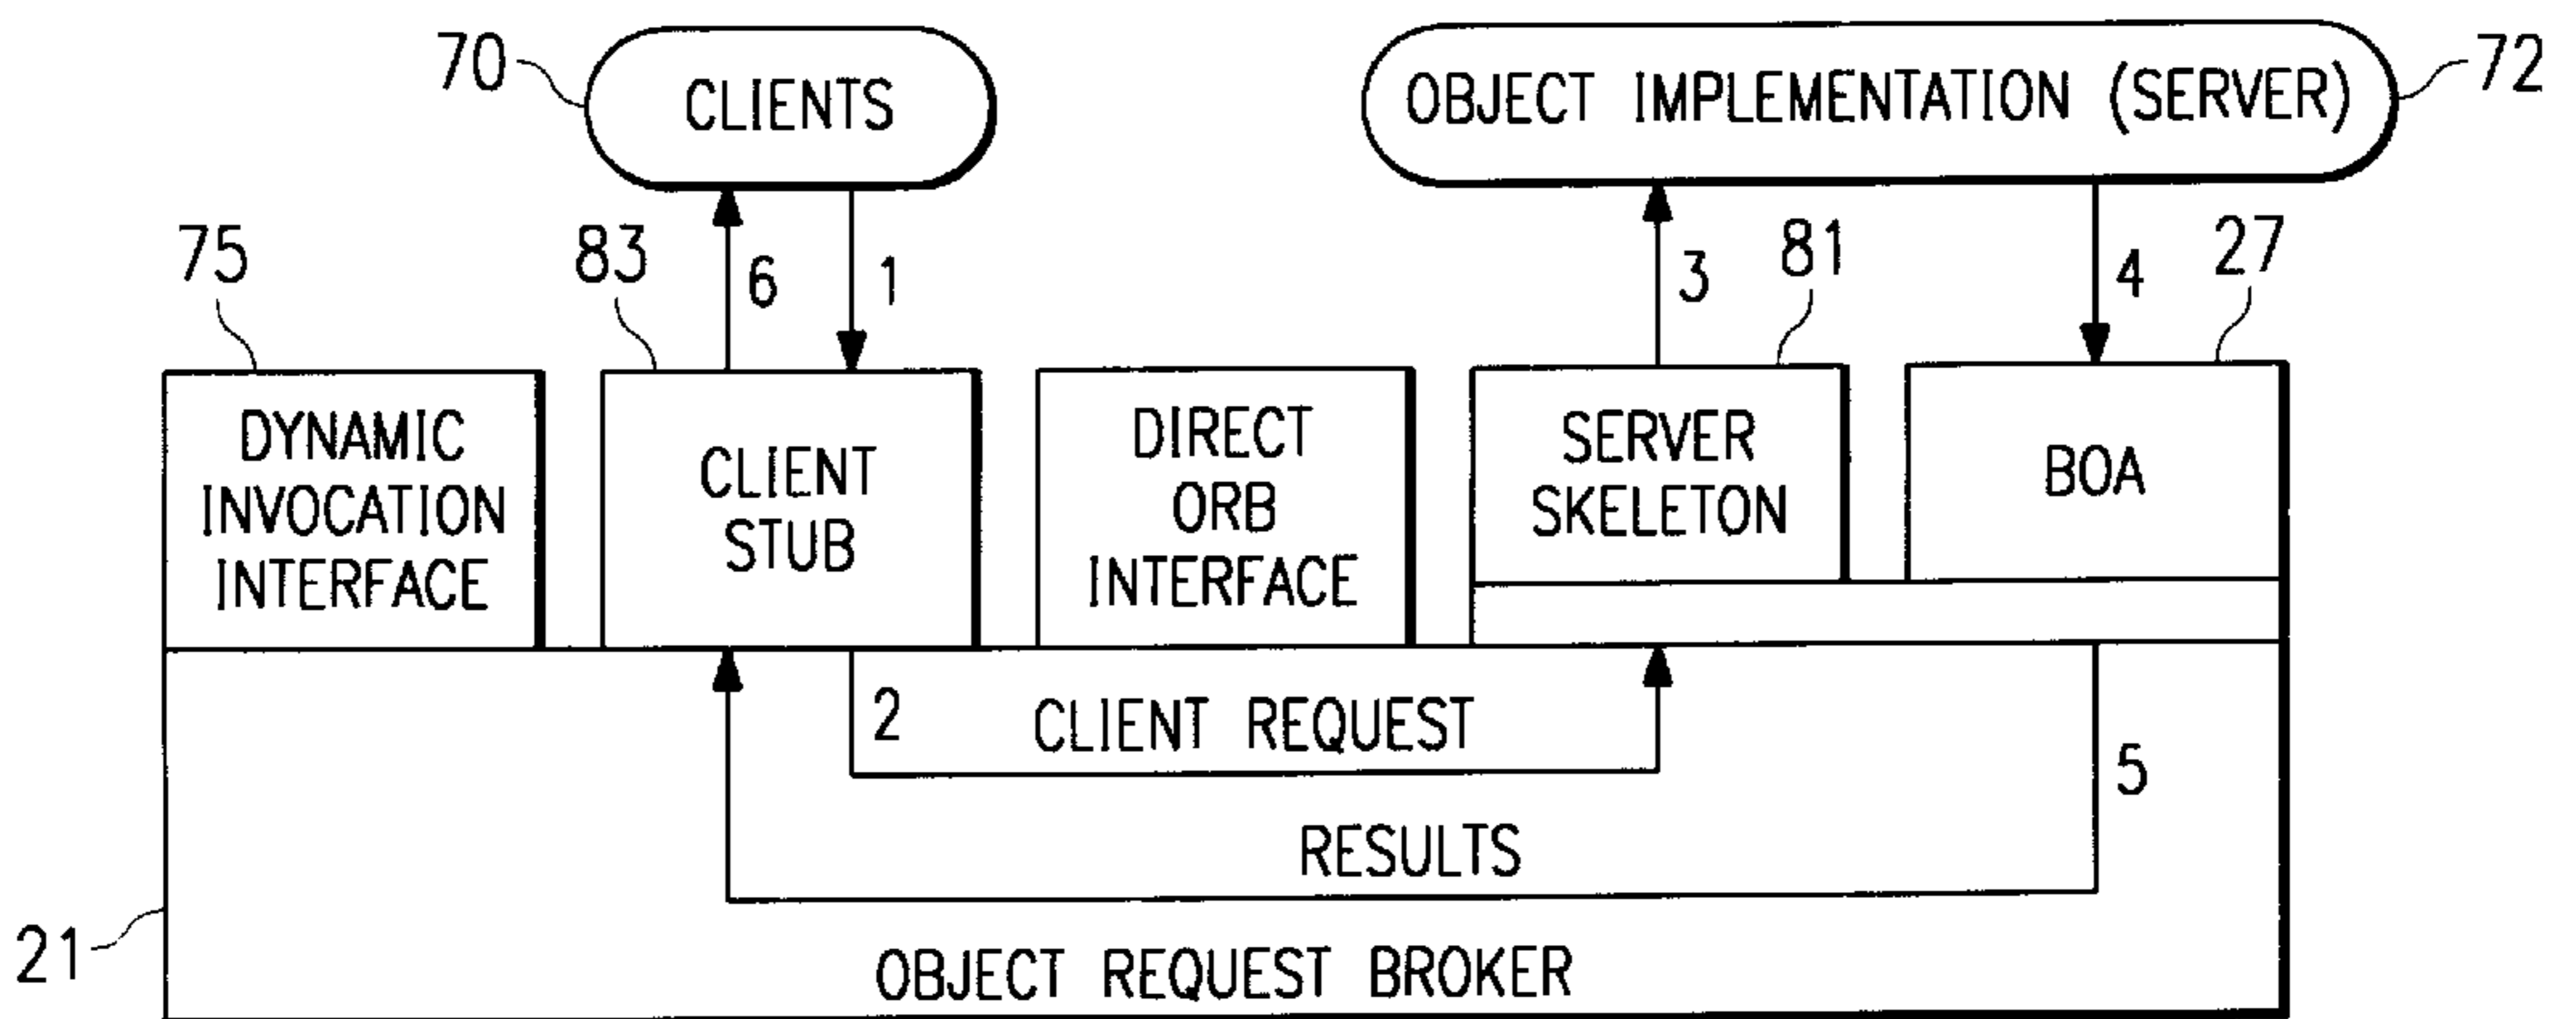 70
CLIENTS
OBJECT IMPLEMENTATION (SERVER)
72
75
83
6
1
3
81
4
27
DYNAMIC
INVOCATION
INTERFACE
CLIENT
STUB
DIRECT
ORB
INTERFACE
SERVER
SKELETON
BOA
2
CLIENT REQUEST
5
RESULTS
21
OBJECT REQUEST BROKER